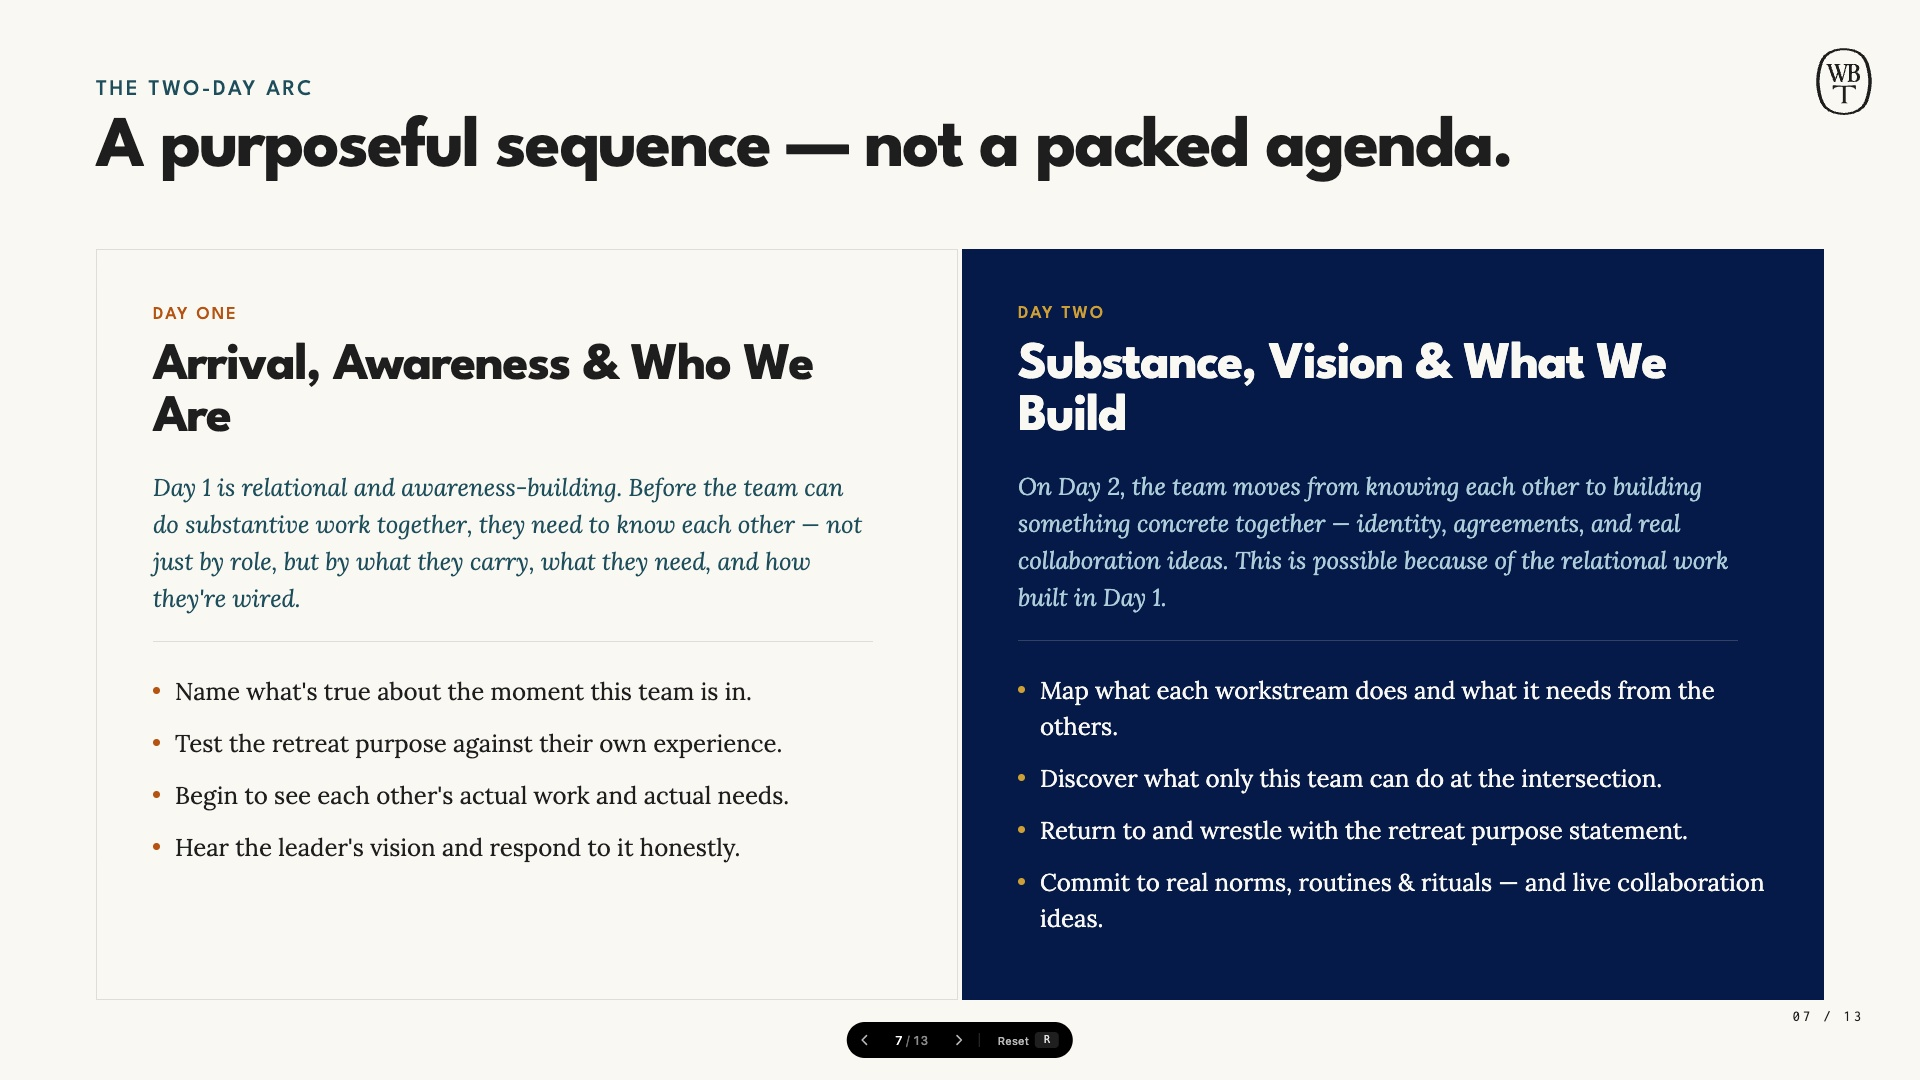 THE TWO-DAY ARC
WB
T
A purposeful sequence — not a packed agenda.
DAY ONE
Arrival, Awareness & Who We
Are
Day 1 is relational and awareness-building. Before the team can
do substantive work together, they need to know each other — not
just by role, but by what they carry, what they need, and how
they're wired.
• Name what's true about the moment this team is in.
• Test the retreat purpose against their own experience.
• Begin to see each other's actual work and actual needs.
• Hear the leader's vision and respond to it honestly.
DAY TWO
Substance, Vision & What We
Build
On Day 2, the team moves from knowing each other to building
something concrete together — identity, agreements, and real
collaboration ideas. This is possible because of the relational work
built in Day 1.
• Map what each workstream does and what it needs from the
others.
• Discover what only this team can do at the intersection.
• Return to and wrestle with the retreat purpose statement.
• Commit to real norms, routines & rituals — and live collaboration
ideas.
07 / 13
7 / 13 Reset R